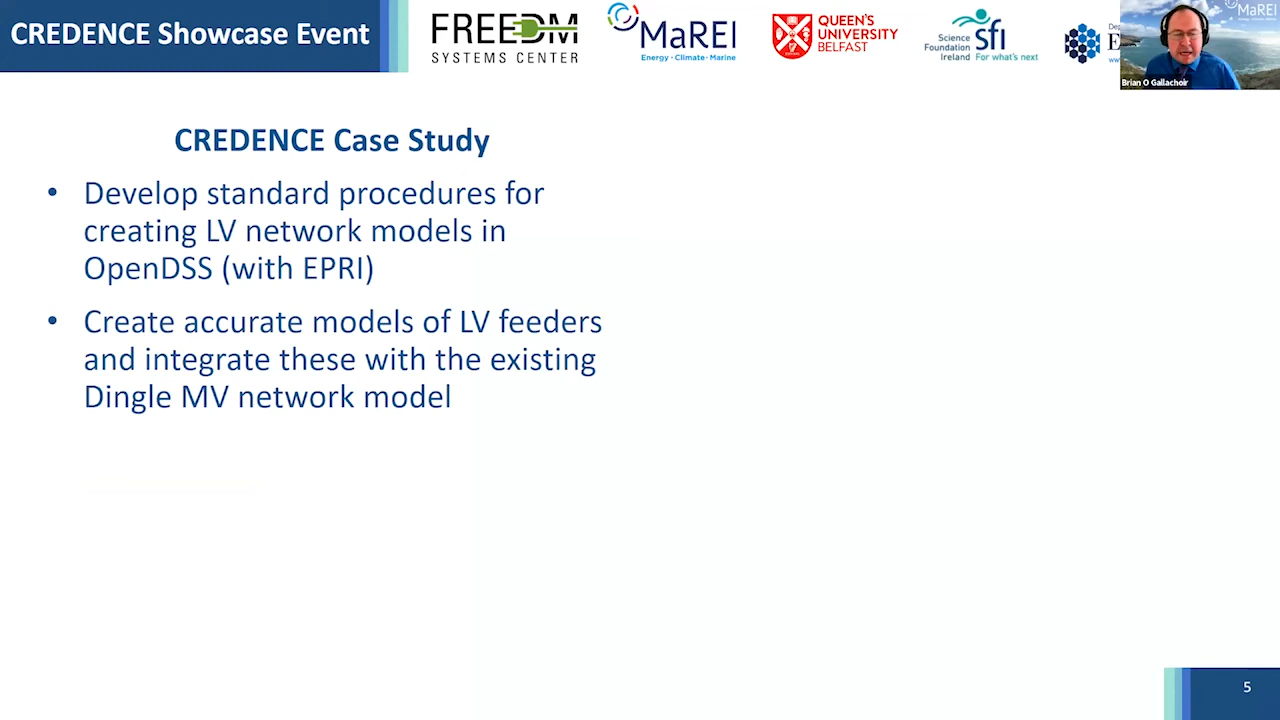 CREDENCE Showcase Event
FREEDM
SYSTEMS CENTER
MaREI
Energy · Climate · Marine
QUEEN'S
UNIVERSITY
BELFAST
Science
Foundation
Ireland
sfi
For what's next
MaREI
Brian O Gallachoir
CREDENCE Case Study
• Develop standard procedures for
creating LV network models in
OpenDSS (with EPRI)
• Create accurate models of LV feeders
and integrate these with the existing
Dingle MV network model
5